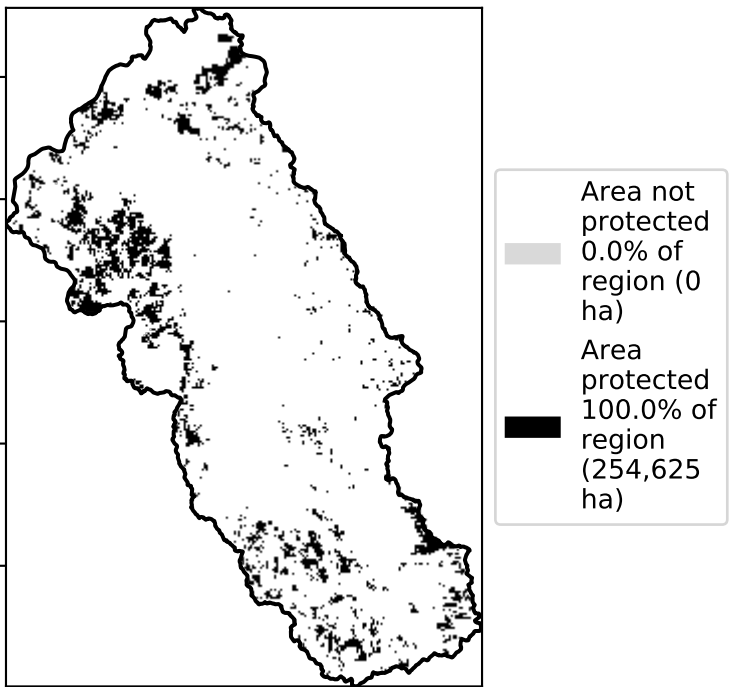 Area not
protected
0.0% of
region (0
ha)
Area
protected
100.0% of
region
(254,625
ha)